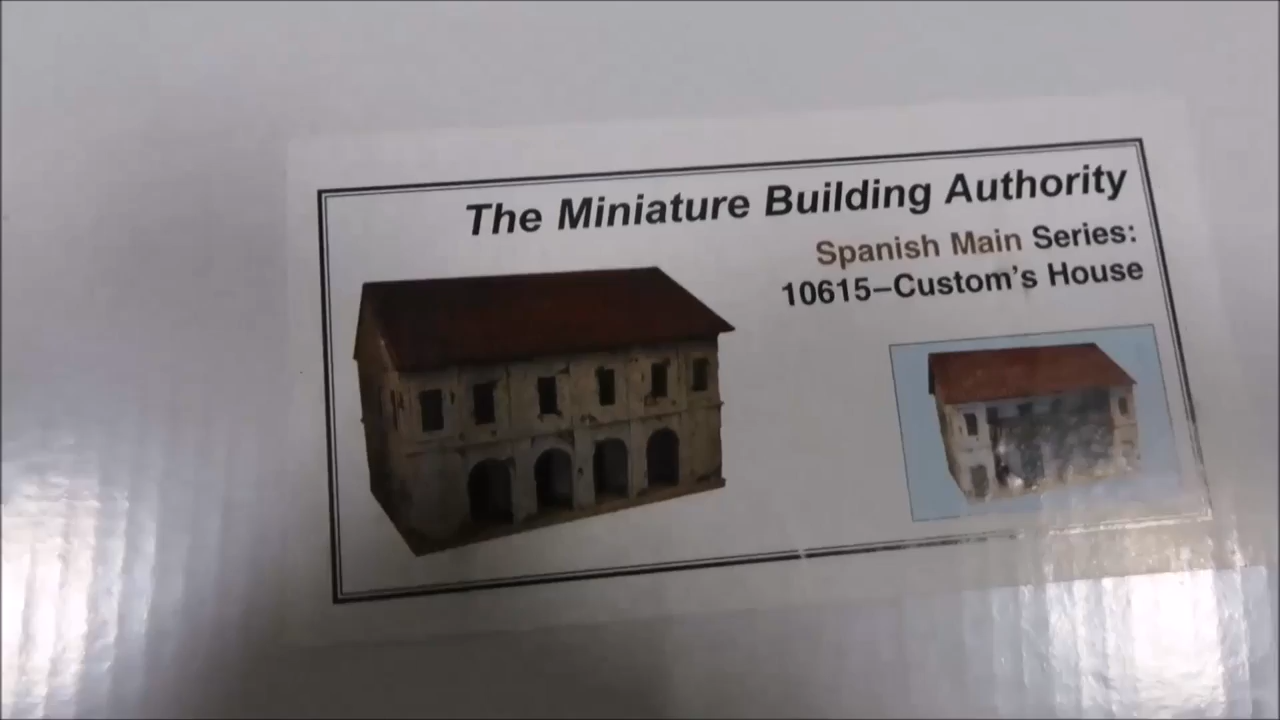 The Miniature Building Authority
Spanish Main Series:
10615–Custom's House